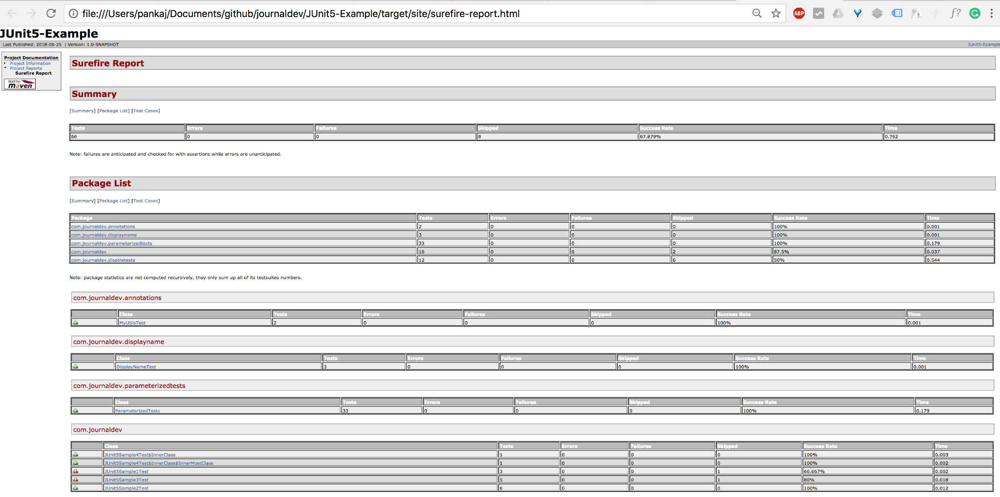 file:///Users/pankaj/Documents/github/journaldev/JUnit5-Example/target/site/surefire-report.html
ABP
f?
G
JUnit5-Example
Last Published: 2018-06-25 | Version: 1.0-SNAPSHOT
JUnit5-Example
Project Documentation
Project Information
Project Reports
Surefire Report
Built by:
maven
Surefire Report
Summary
[Summary] [Package List] [Test Cases]
Tests Errors Failures Skipped Success Rate Time
66 0 0 8 87.879% 0.762
Note: failures are anticipated and checked for with assertions while errors are unanticipated.
Package List
[Summary] [Package List] [Test Cases]
Package Tests Errors Failures Skipped Success Rate Time
com.journaldev.annotations 2 0 0 0 100% 0.001
com.journaldev.displayname 3 0 0 0 100% 0.001
com.journaldev.parameterizedtests 33 0 0 0 100% 0.179
com.journaldev 16 0 0 2 87.5% 0.037
com.journaldev.disabletests 12 0 0 6 50% 0.544
Note: package statistics are not computed recursively, they only sum up all of its testsuites numbers.
com.journaldev.annotations
Class Tests Errors Failures Skipped Success Rate Time
MyUtilsTest 2 0 0 0 100% 0.001
com.journaldev.displayname
Class Tests Errors Failures Skipped Success Rate Time
DisplayNameTest 3 0 0 0 100% 0.001
com.journaldev.parameterizedtests
Class Tests Errors Failures Skipped Success Rate Time
ParameterizedTests 33 0 0 0 100% 0.179
com.journaldev
Class Tests Errors Failures Skipped Success Rate Time
JUnit5Sample4Test$InnerClass 1 0 0 0 100% 0.003
JUnit5Sample4Test$InnerClass$InnerMostClass 1 0 0 0 100% 0.002
JUnit5Sample1Test 3 0 0 1 66.667% 0.002
JUnit5Sample3Test 5 0 0 1 80% 0.018
JUnit5Sample2Test 6 0 0 0 100% 0.012